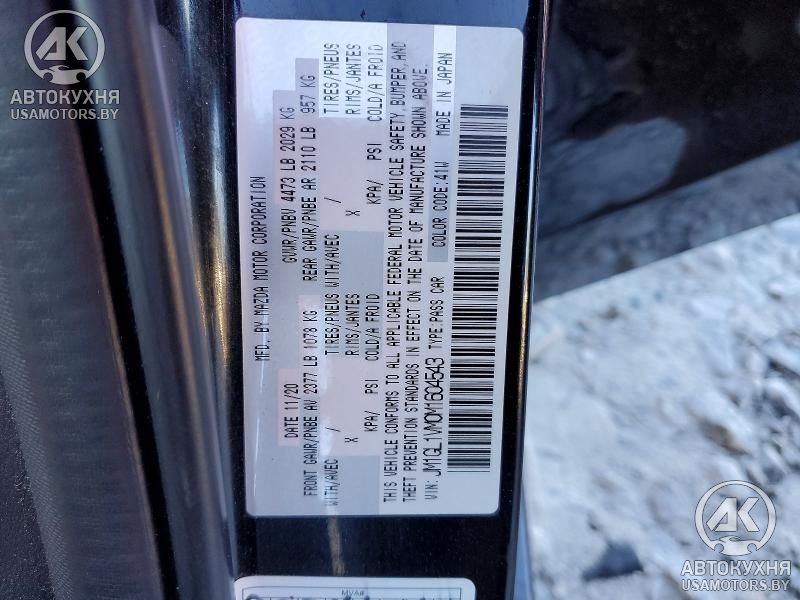 AK
АВТОКУХНЯ
USAMOTORS.BY
MFD. BY MAZDA MOTOR CORPORATION
DATE 11/20 GVWR/PNBV 4473 LB 2029 KG
FRONT GAWR/PNBE AV 2377 LB 1078 KG REAR GAWR/PNBE AR 2110 LB 957 KG
WITH/AVEC / TIRES/PNEUS WITH/AVEC / TIRES/PNEUS
X RIMS/JANTES X RIMS/JANTES
KPA/ PSI COLD/A FROID KPA/ PSI COLD/A FROID
THIS VEHICLE CONFORMS TO ALL APPLICABLE FEDERAL MOTOR VEHICLE SAFETY, BUMPER, AND
THEFT PREVENTION STANDARDS IN EFFECT ON THE DATE OF MANUFACTURE SHOWN ABOVE.
VIN: JM1GL1VM0M1604543 TYPE:PASS CAR COLOR CODE:41W MADE IN JAPAN
MVA#
AK
АВТОКУХНЯ
USAMOTORS.BY